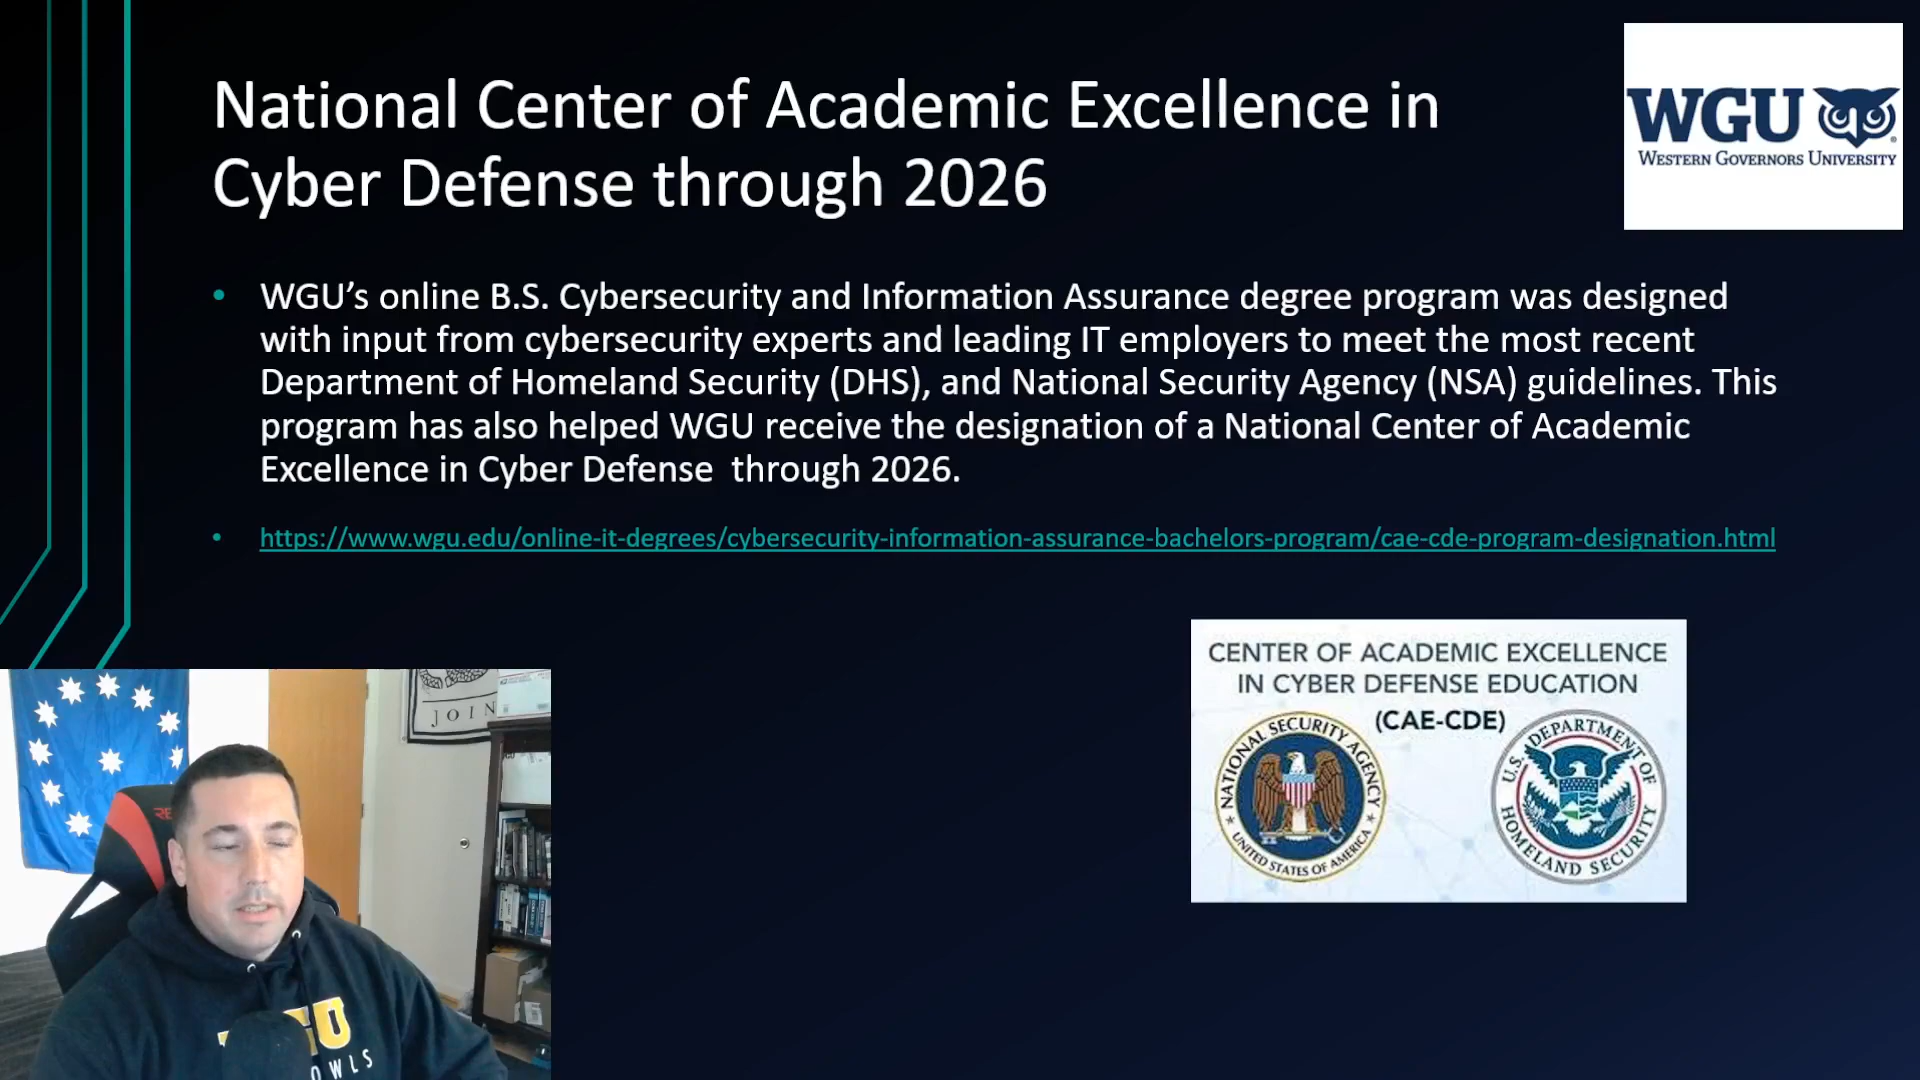 National Center of Academic Excellence in
Cyber Defense through 2026
WGU
WESTERN GOVERNORS UNIVERSITY
• WGU’s online B.S. Cybersecurity and Information Assurance degree program was designed
with input from cybersecurity experts and leading IT employers to meet the most recent
Department of Homeland Security (DHS), and National Security Agency (NSA) guidelines. This
program has also helped WGU receive the designation of a National Center of Academic
Excellence in Cyber Defense  through 2026.
• https://www.wgu.edu/online-it-degrees/cybersecurity-information-assurance-bachelors-program/cae-cde-program-designation.html
CENTER OF ACADEMIC EXCELLENCE
IN CYBER DEFENSE EDUCATION
(CAE-CDE)
NATIONAL SECURITY AGENCY
UNITED STATES OF AMERICA
U.S. DEPARTMENT OF
HOMELAND SECURITY
JOIN